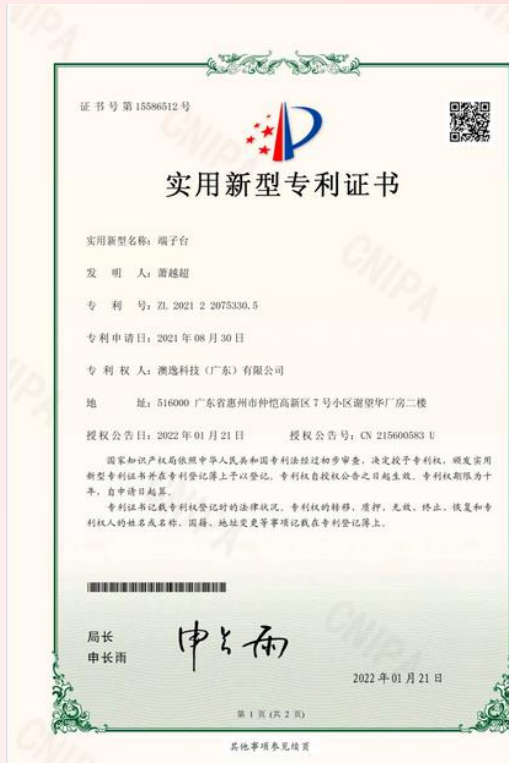 证书号第15586512号
实用新型专利证书
实用新型名称：端子台
发明人：萧越超
专利号：ZL 2021 2 2075330.5
专利申请日：2021年08月30日
专利权人：澳逸科技（广东）有限公司
地址：516000 广东省惠州市仲恺高新区7号小区谢望华厂房二楼
授权公告日：2022年01月21日 授权公告号：CN 215600583 U
国家知识产权局依照中华人民共和国专利法经过初步审查，决定授予专利权，颁发实用
新型专利证书并在专利登记簿上予以登记。专利权自授权公告之日起生效。专利权期限为十
年，自申请日起算。
专利证书记载专利权登记时的法律状况。专利权的转移、质押、无效、终止、恢复和专
利权人的姓名或名称、国籍、地址变更等事项记载在专利登记簿上。
局长
申长雨
申长雨
2022年01月21日
第 1 页 (共 2 页)
其他事项参见续页
CNIPA
CNIPA
CNIPA
CNIPA